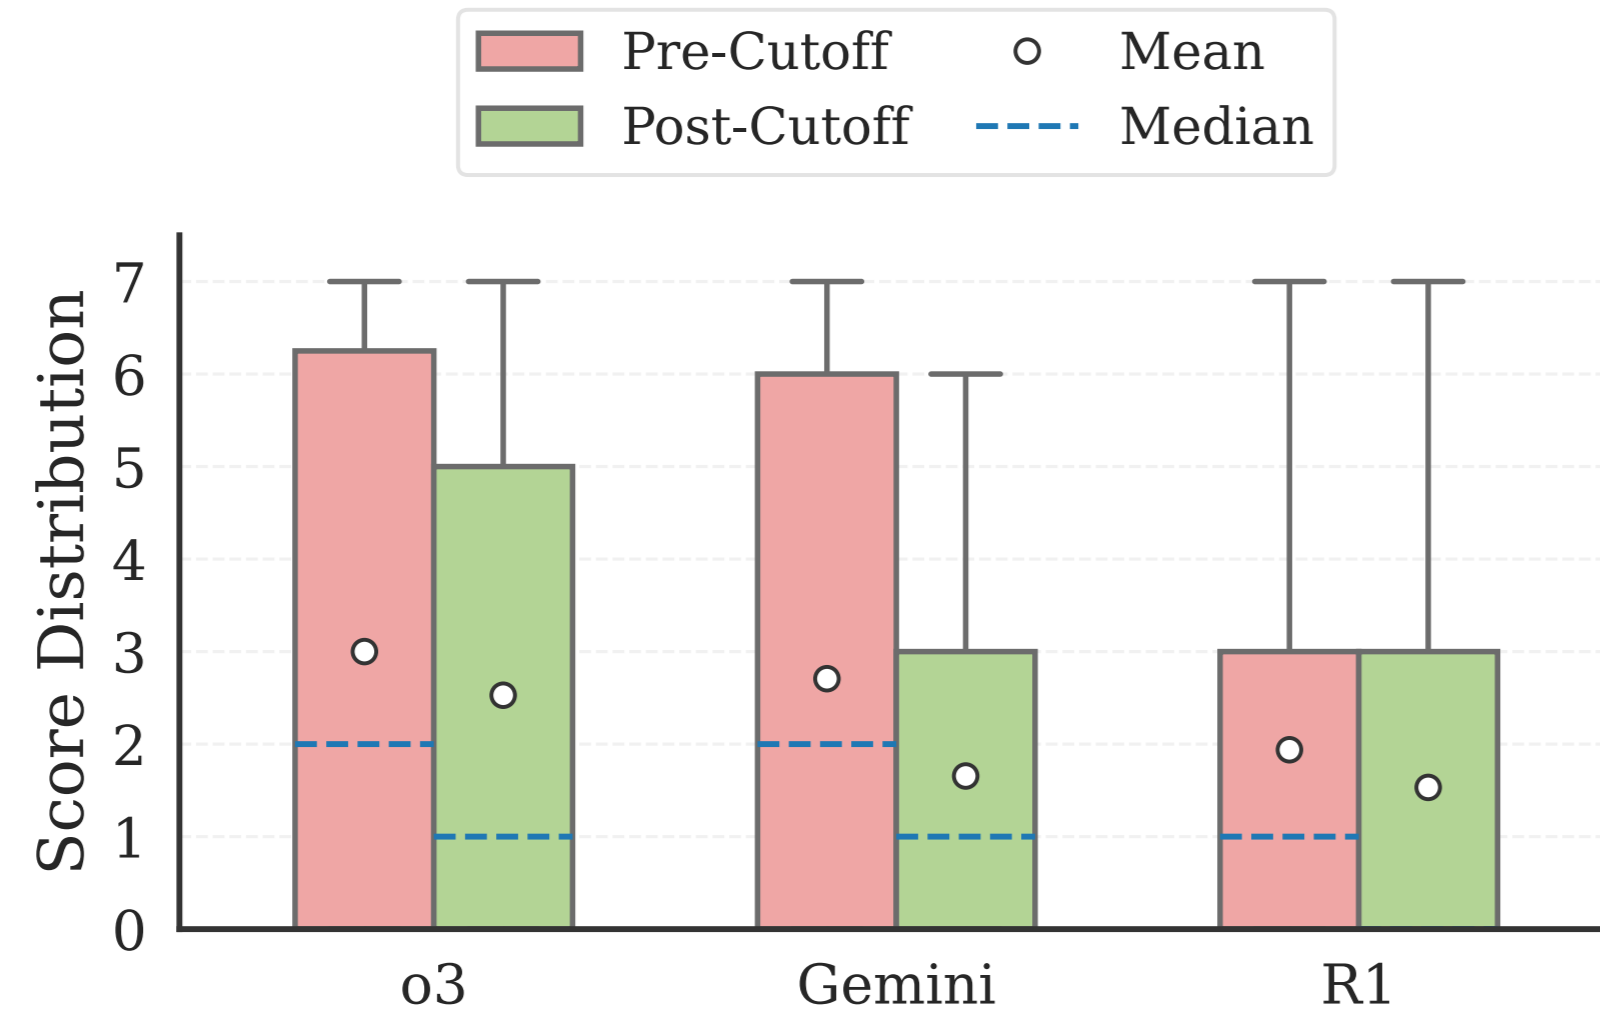 Pre-Cutoff
Mean
Post-Cutoff
Median
Score Distribution
7
6
5
4
3
2
1
0
o3
Gemini
R1